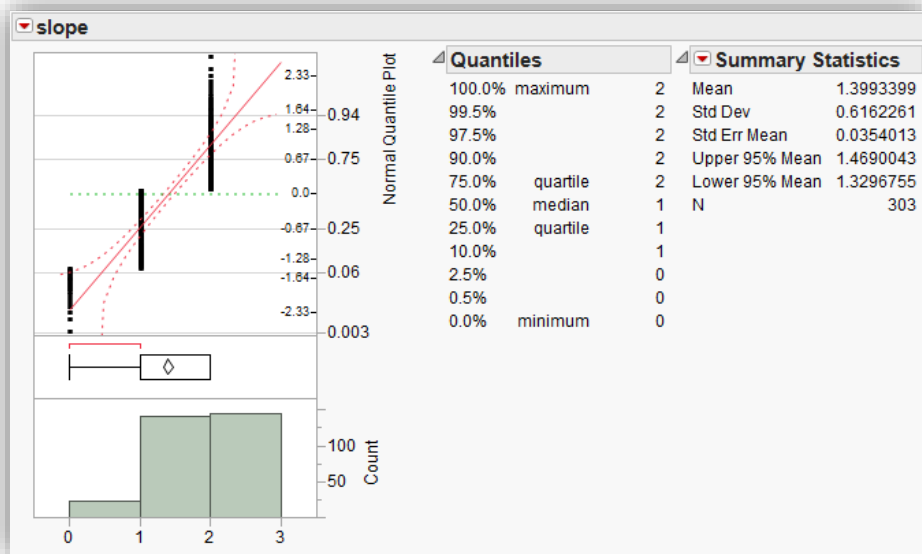 slope
2.33
1.64
1.28
0.67
0.0
-0.67
-1.28
-1.64
-2.33
0.94
0.75
0.25
0.06
0.003
Normal Quantile Plot
100
50
Count
0 1 2 3
Quantiles
100.0% maximum 2
99.5% 2
97.5% 2
90.0% 2
75.0% quartile 2
50.0% median 1
25.0% quartile 1
10.0% 1
2.5% 0
0.5% 0
0.0% minimum 0
Summary Statistics
Mean 1.3993399
Std Dev 0.6162261
Std Err Mean 0.0354013
Upper 95% Mean 1.4690043
Lower 95% Mean 1.3296755
N 303